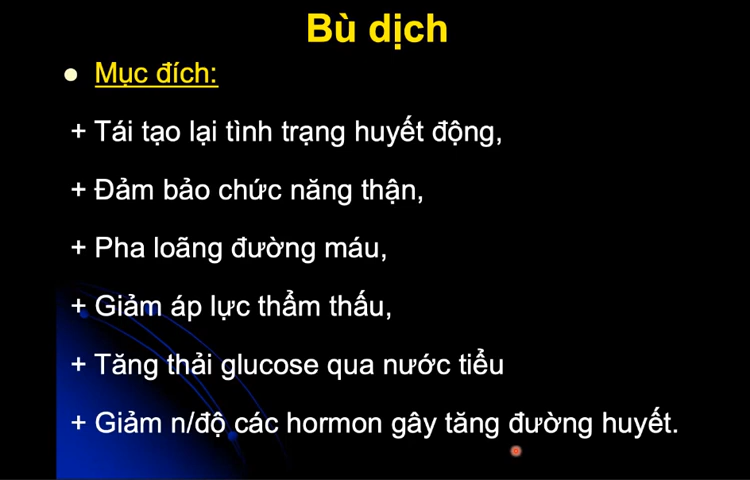 Bù dịch
● Mục đích:
+ Tái tạo lại tình trạng huyết động,
+ Đảm bảo chức năng thận,
+ Pha loãng đường máu,
+ Giảm áp lực thẩm thấu,
+ Tăng thải glucose qua nước tiểu
+ Giảm n/độ các hormon gây tăng đường huyết.